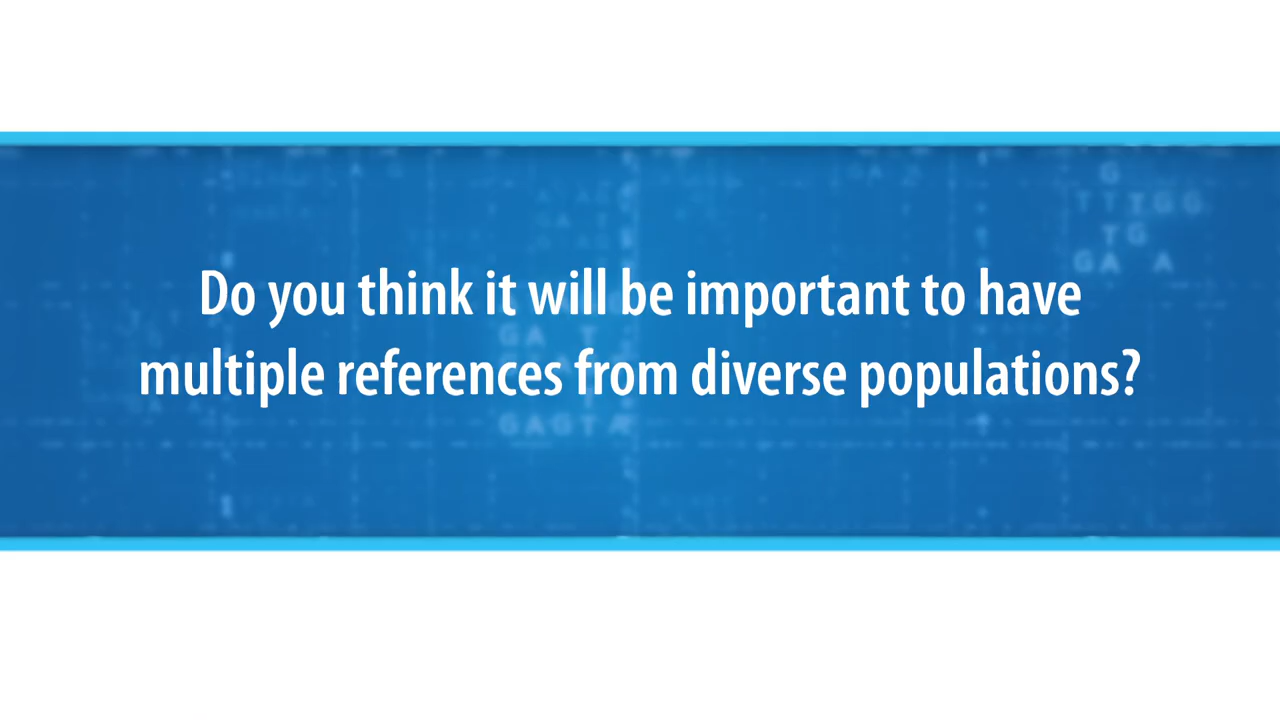 Do you think it will be important to have
multiple references from diverse populations?